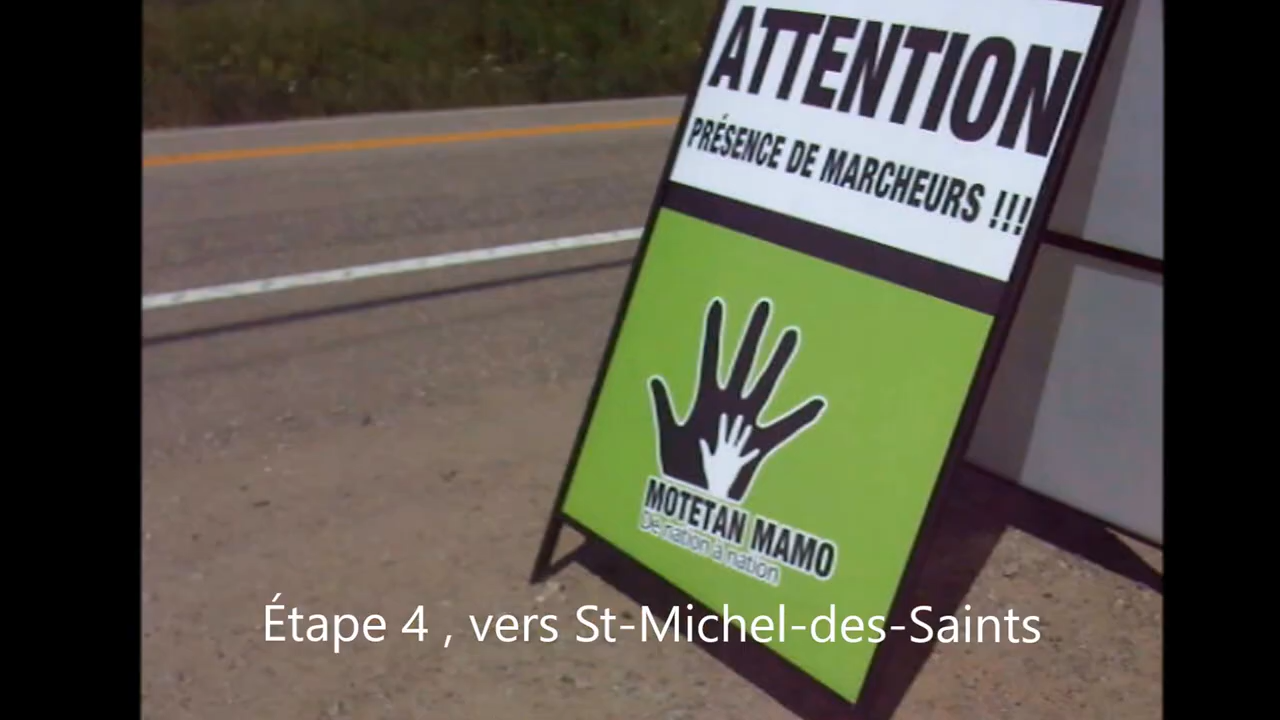 ATTENTION
PRÉSENCE DE MARCHEURS !!!
MOTETAN MAMO
De nation à nation
Étape 4 , vers St-Michel-des-Saints